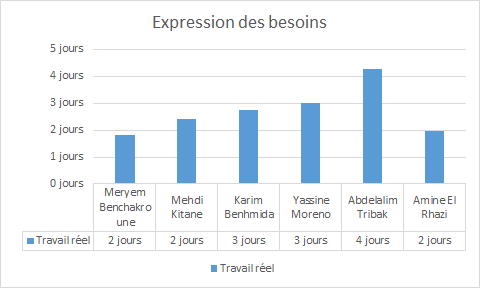 Expression des besoins
5 jours
4 jours
3 jours
2 jours
1 jours
0 jours
Meryem
Benchakro
une
Mehdi
Kitane
Karim
Benhmida
Yassine
Moreno
Abdelalim
Tribak
Amine El
Rhazi
Travail réel 2 jours 2 jours 3 jours 3 jours 4 jours 2 jours
Travail réel